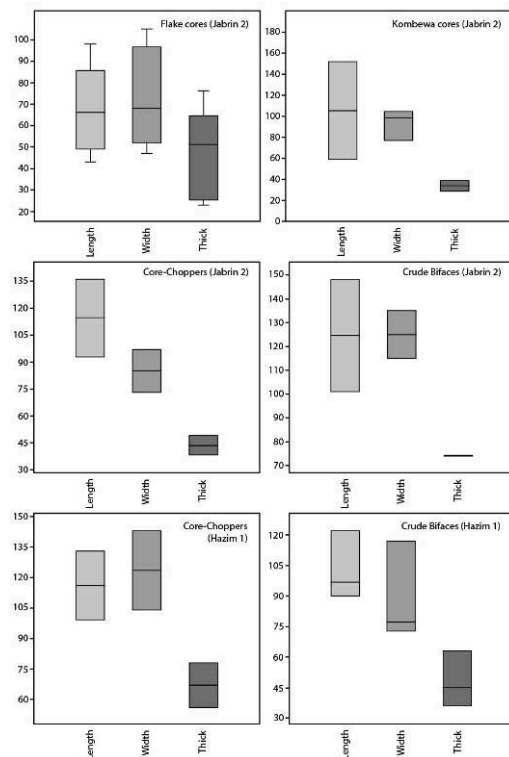 Flake cores (Jabrin 2)
100
90
80
70
60
50
40
30
20
Length
Width
Thick
Kombewa cores (Jabrin 2)
180
160
140
120
100
80
60
40
20
0
Length
Width
Thick
Core-Choppers (Jabrin 2)
135
120
105
90
75
60
45
30
Length
Width
Thick
Crude Bifaces (Jabrin 2)
150
140
130
120
110
100
90
80
70
Length
Width
Thick
Core-Choppers
(Hazim 1)
150
135
120
105
90
75
60
Length
Width
Thick
Crude Bifaces (Hazim 1)
120
105
90
75
60
45
30
Length
Width
Thick